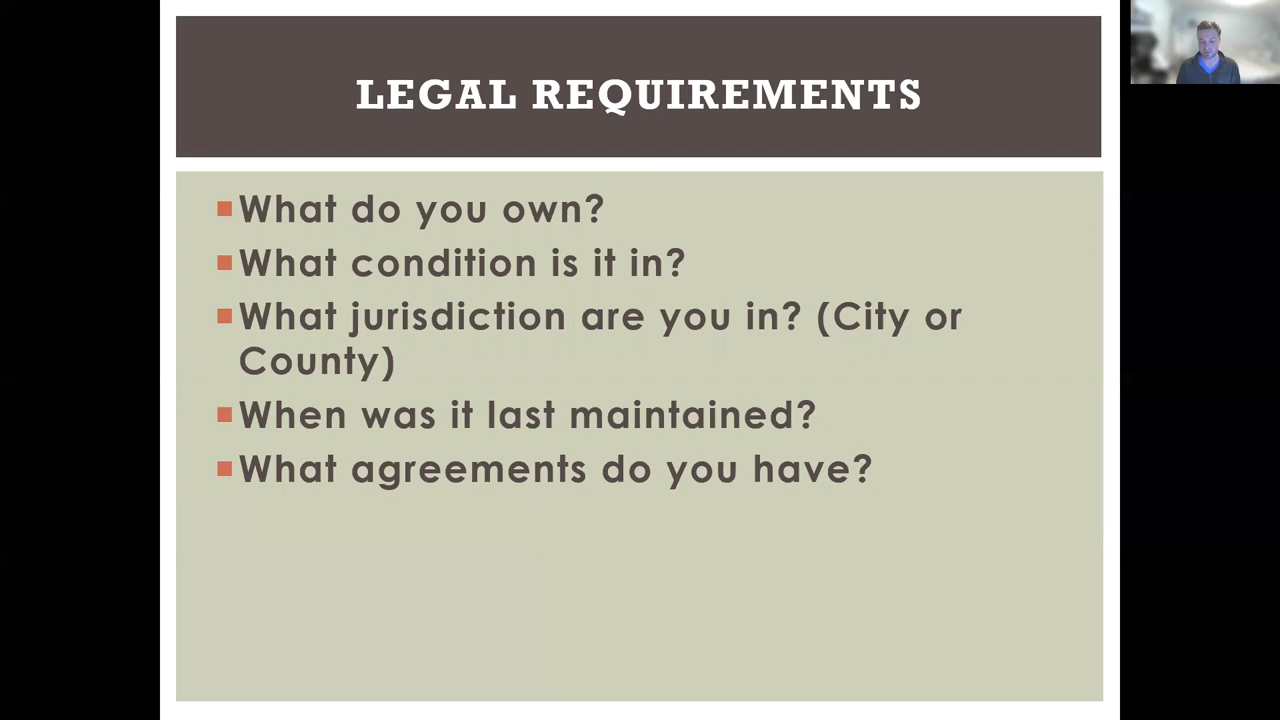 LEGAL REQUIREMENTS
What do you own?
What condition is it in?
What jurisdiction are you in? (City or
County)
When was it last maintained?
What agreements do you have?